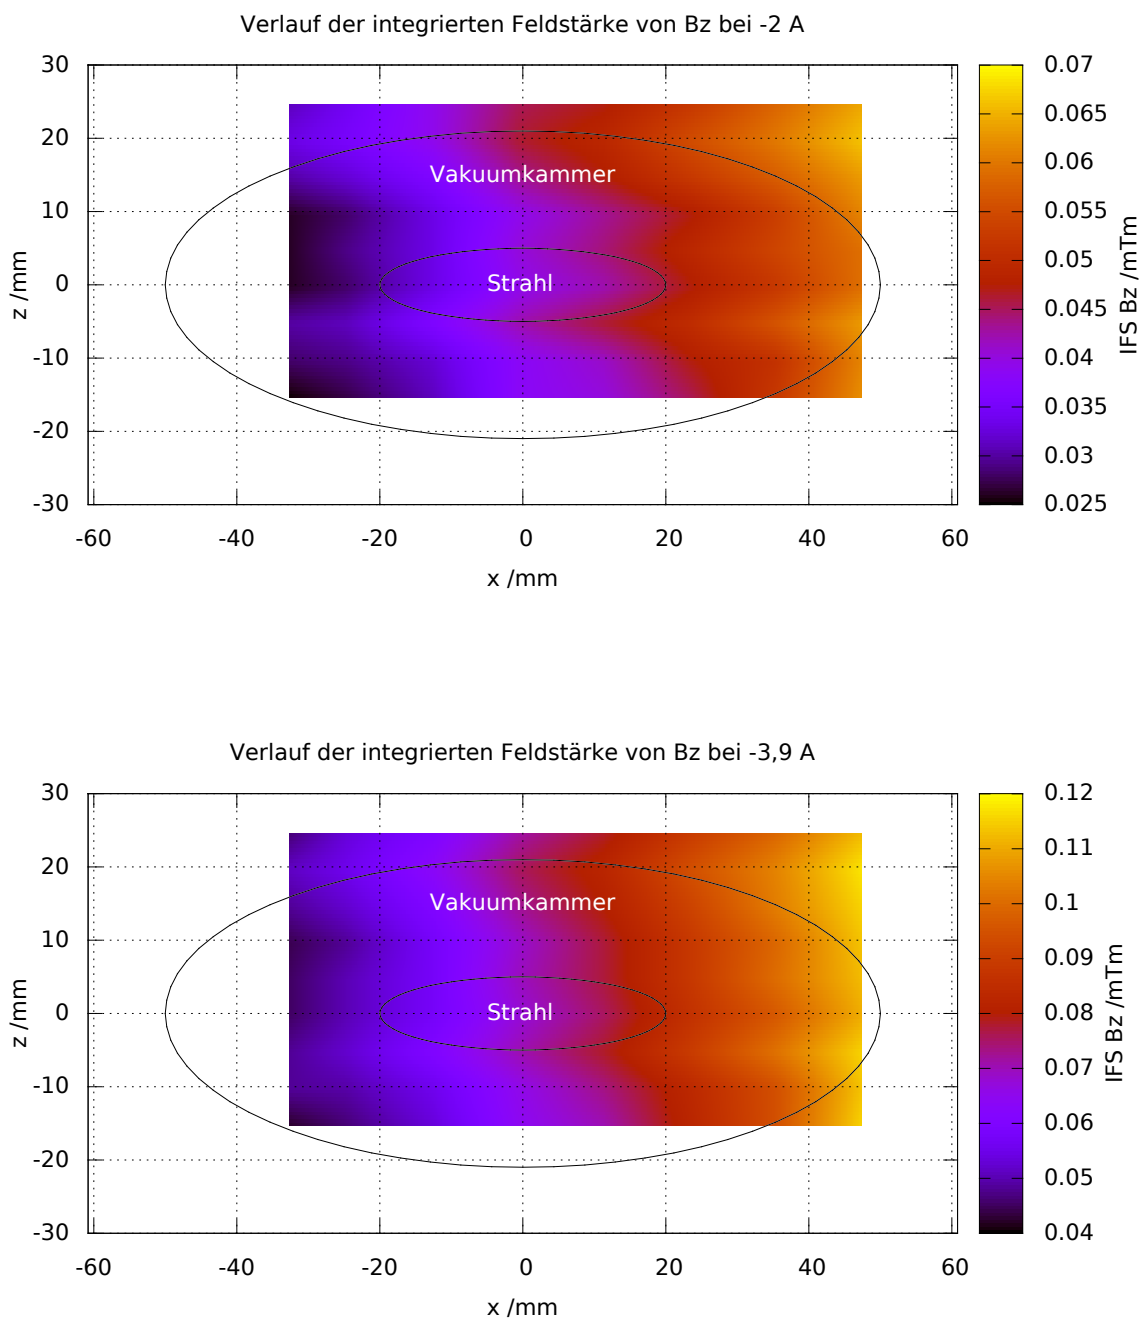 Verlauf der integrierten Feldstärke von Bz bei -2 A
30
20
10
0
-10
-20
-30
z /mm
Vakuumkammer
Strahl
-60 -40 -20 0 20 40 60
x /mm
0.07
0.065
0.06
0.055
0.05
0.045
0.04
0.035
0.03
0.025
IFS Bz /mTm
Verlauf der integrierten Feldstärke von Bz bei -3,9 A
30
20
10
0
-10
-20
-30
z /mm
Vakuumkammer
Strahl
-60 -40 -20 0 20 40 60
x /mm
0.12
0.11
0.1
0.09
0.08
0.07
0.06
0.05
0.04
IFS Bz /mTm